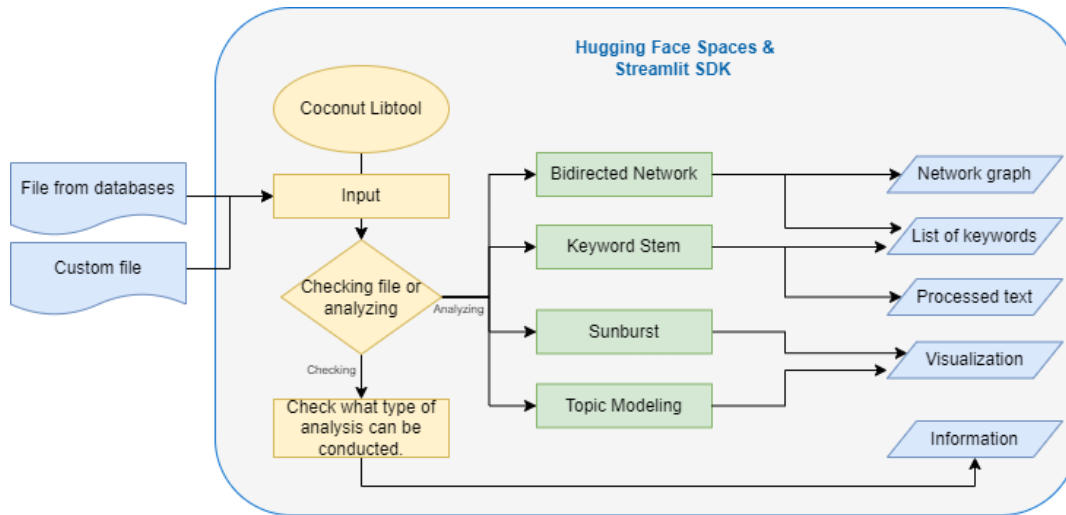 Hugging Face Spaces &
Streamlit SDK
Coconut Libtool
File from databases
Custom file
Input
Checking file or
analyzing
Analyzing
Checking
Check what type of
analysis can be
conducted.
Bidirected Network
Keyword Stem
Sunburst
Topic Modeling
Network graph
List of keywords
Processed text
Visualization
Information